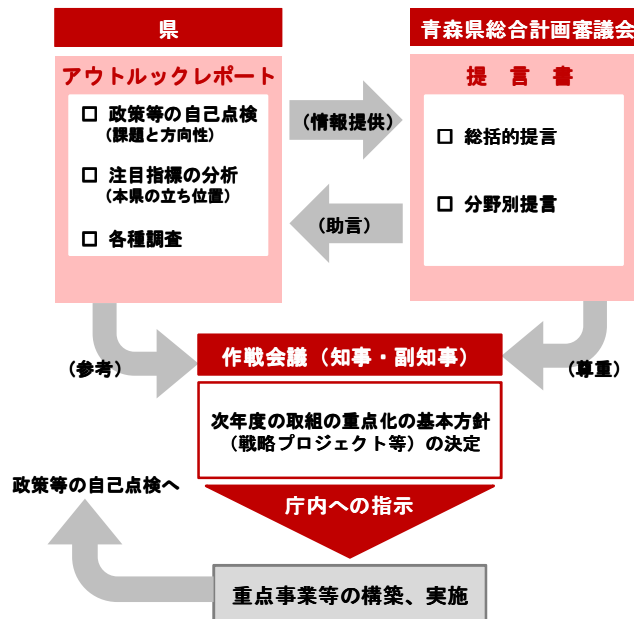 県
アウトルックレポート
□ 政策等の自己点検
（課題と方向性）
□ 注目指標の分析
（本県の立ち位置）
□ 各種調査
（情報提供）
（助言）
青森県総合計画審議会
提 言 書
□ 総括的提言
□ 分野別提言
（参考）
（尊重）
作戦会議（知事・副知事）
次年度の取組の重点化の基本方針
（戦略プロジェクト等）の決定
政策等の自己点検へ
庁内への指示
重点事業等の構築、実施